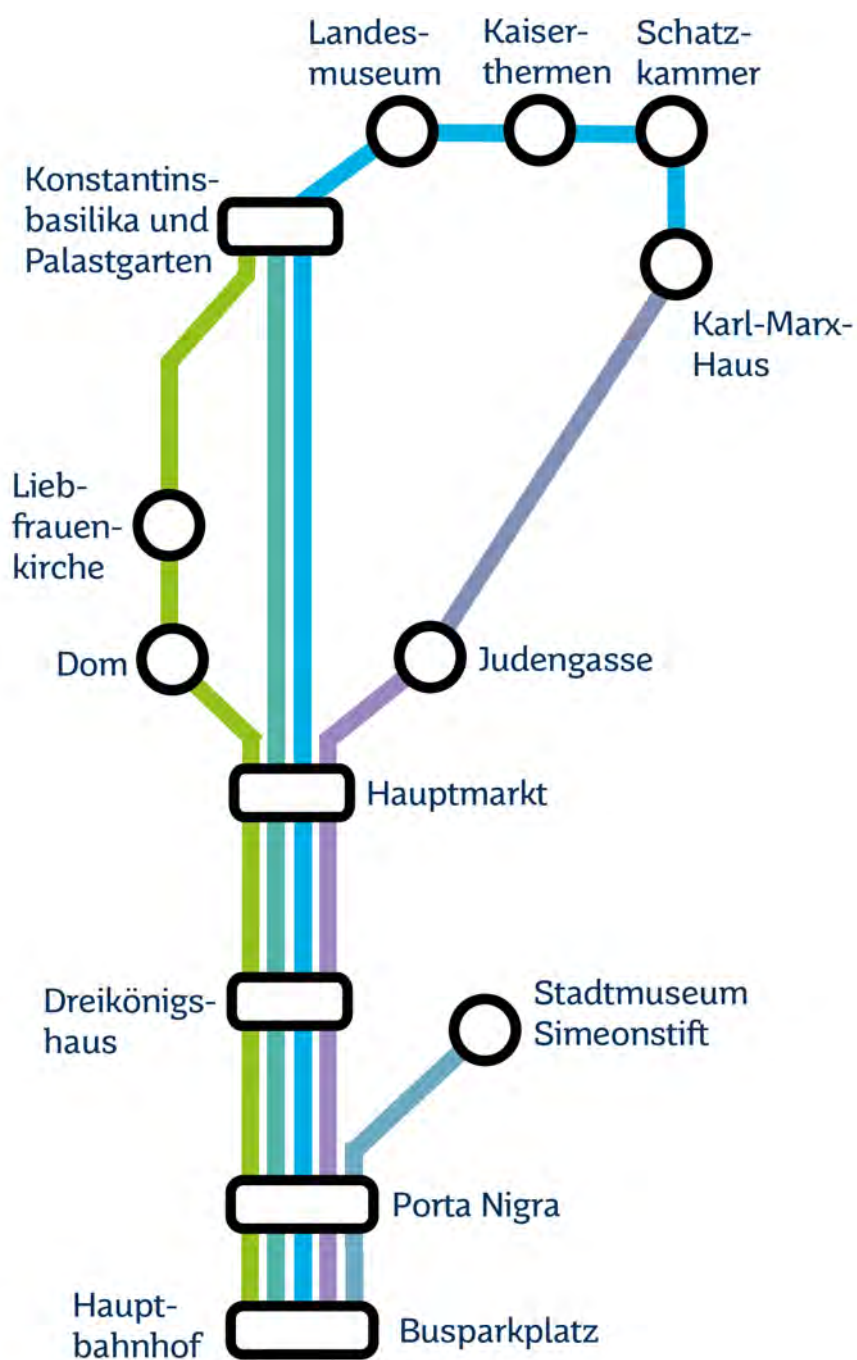 Landes-
museum
Kaiser-
thermen
Schatz-
kammer
Konstantins-
basilika und
Palastgarten
Karl-Marx-
Haus
Lieb-
frauen-
kirche
Dom
Judengasse
Hauptmarkt
Dreikönigs-
haus
Stadtmuseum
Simeonstift
Porta Nigra
Haupt-
bahnhof
Busparkplatz